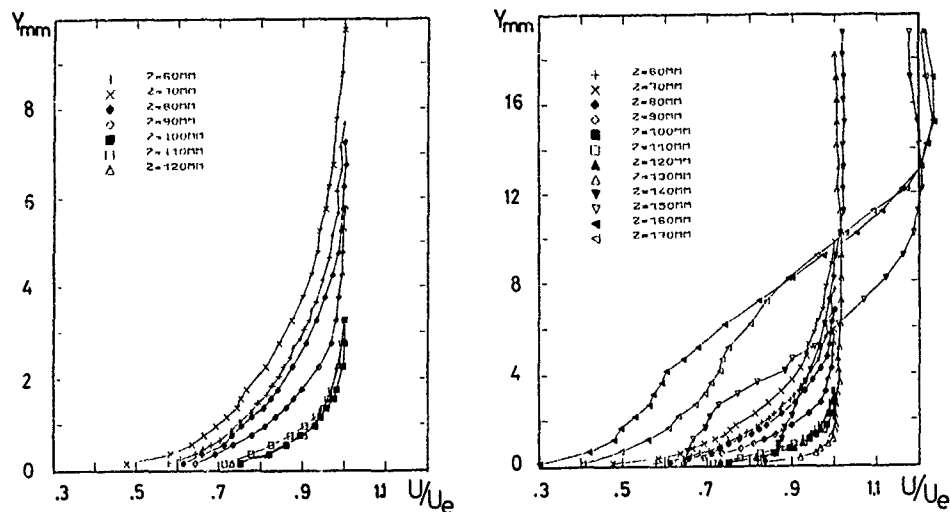 Ymm
8
6
4
2
0
.3
.5
.7
.9
1.1
U/Ue
Z=60MM
Z=70MM
Z=80MM
Z=90MM
Z=100MM
Z=110MM
Z=120MM
Ymm
16
12
8
4
0
.3
.5
.7
.9
1.1
U/Ue
Z=60MM
Z=70MM
Z=80MM
Z=90MM
Z=100MM
Z=110MM
Z=120MM
Z=130MM
Z=140MM
Z=150MM
Z=160MM
Z=170MM